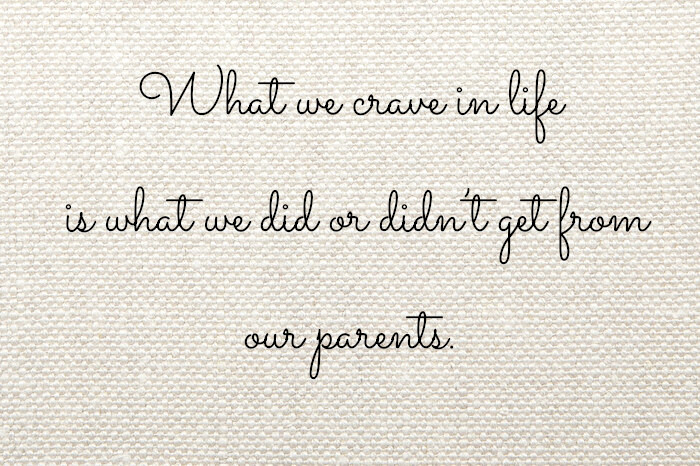 What we crave in life
is what we did or didn't get from
our parents.